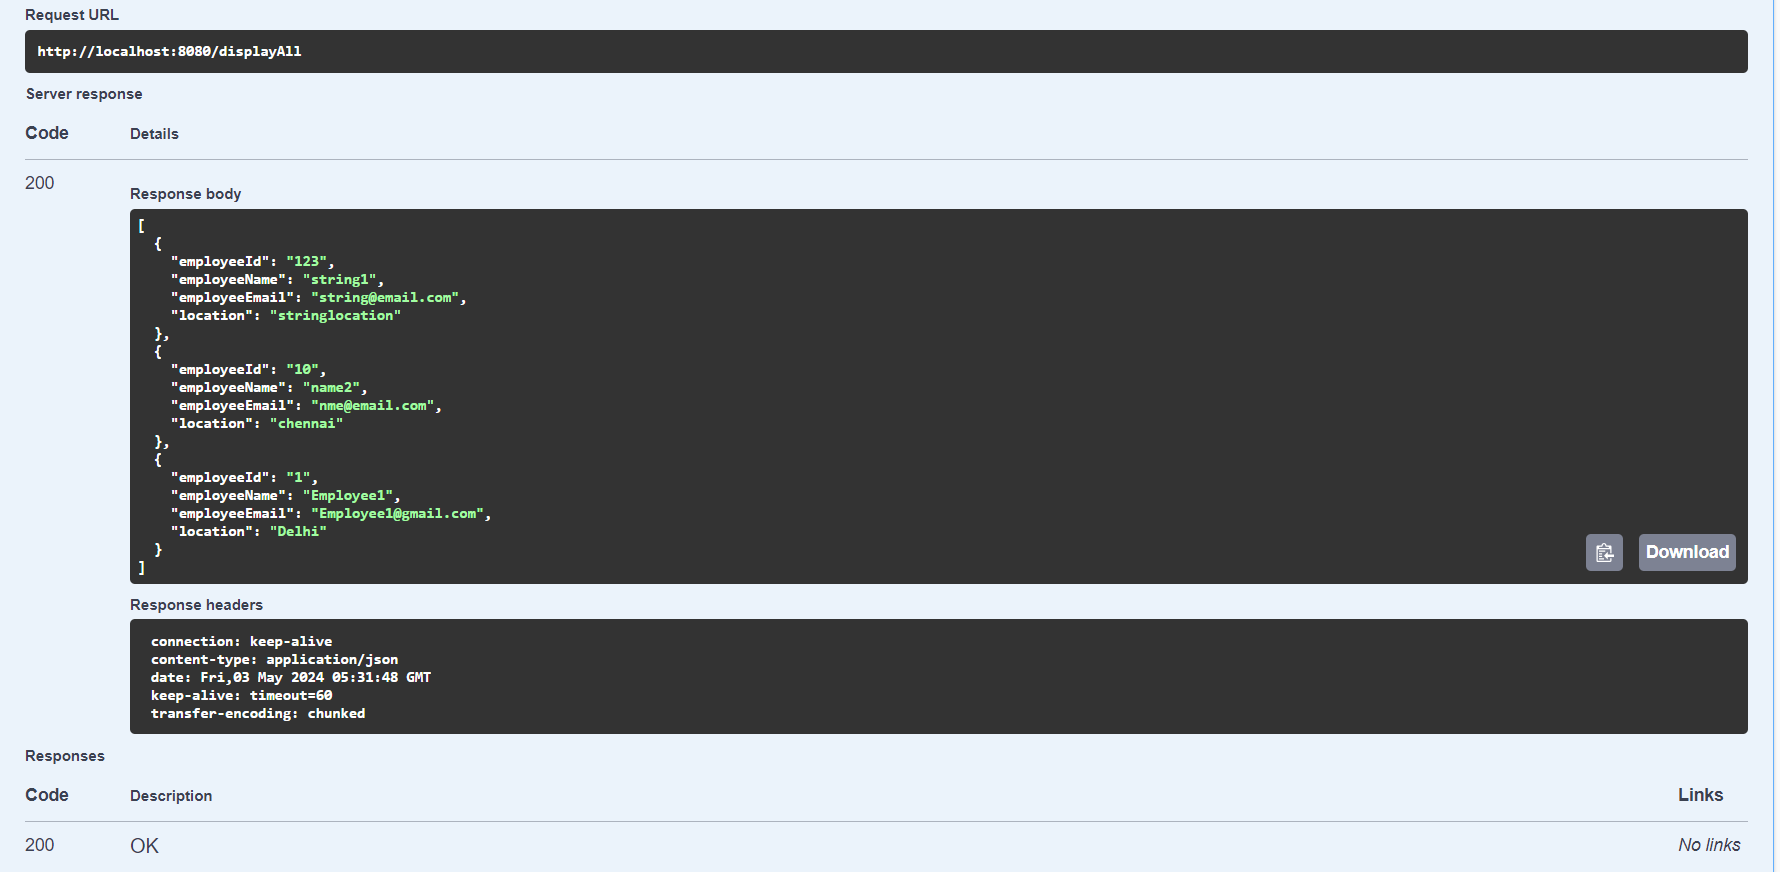 Request URL
http://localhost:8080/displayAll
Server response
Code Details
200
Response body
[
  {
    "employeeId": "123",
    "employeeName": "string1",
    "employeeEmail": "string@email.com",
    "location": "stringlocation"
  },
  {
    "employeeId": "10",
    "employeeName": "name2",
    "employeeEmail": "nme@email.com",
    "location": "chennai"
  },
  {
    "employeeId": "1",
    "employeeName": "Employee1",
    "employeeEmail": "Employee1@gmail.com",
    "location": "Delhi"
  }
]
Download
Response headers
connection: keep-alive
content-type: application/json
date: Fri,03 May 2024 05:31:48 GMT
keep-alive: timeout=60
transfer-encoding: chunked
Responses
Code Description Links
200 OK No links